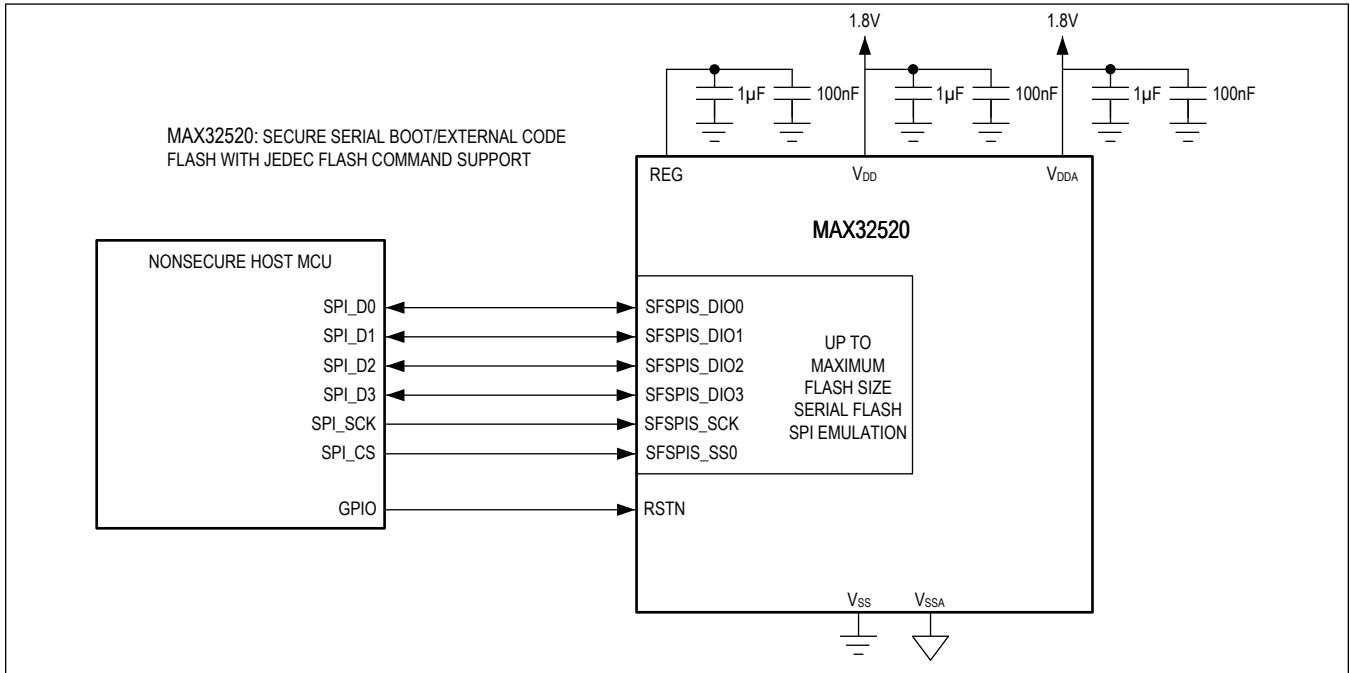 1.8V 1.8V
1µF 100nF 1µF 100nF 1µF 100nF
MAX32520: SECURE SERIAL BOOT/EXTERNAL CODE
FLASH WITH JEDEC FLASH COMMAND SUPPORT
REG VDD VDDA
MAX32520
NONSECURE HOST MCU
SPI_D0 SFSPIS_DIO0
SPI_D1 SFSPIS_DIO1
SPI_D2 SFSPIS_DIO2
SPI_D3 SFSPIS_DIO3
SPI_SCK SFSPIS_SCK
SPI_CS SFSPIS_SS0
UP TO
MAXIMUM
FLASH SIZE
SERIAL FLASH
SPI EMULATION
GPIO RSTN
VSS VSSA